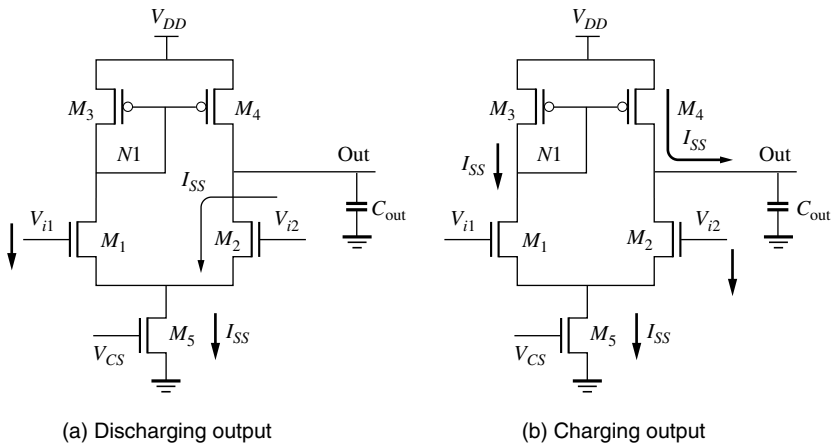 V_DD
M_3
M_4
N1
Out
I_SS
V_i1
M_1
M_2
V_i2
C_out
M_5
I_SS
V_CS
(a) Discharging output
V_DD
M_3
M_4
I_SS
N1
Out
I_SS
V_i1
M_1
M_2
V_i2
C_out
M_5
I_SS
V_CS
(b) Charging output